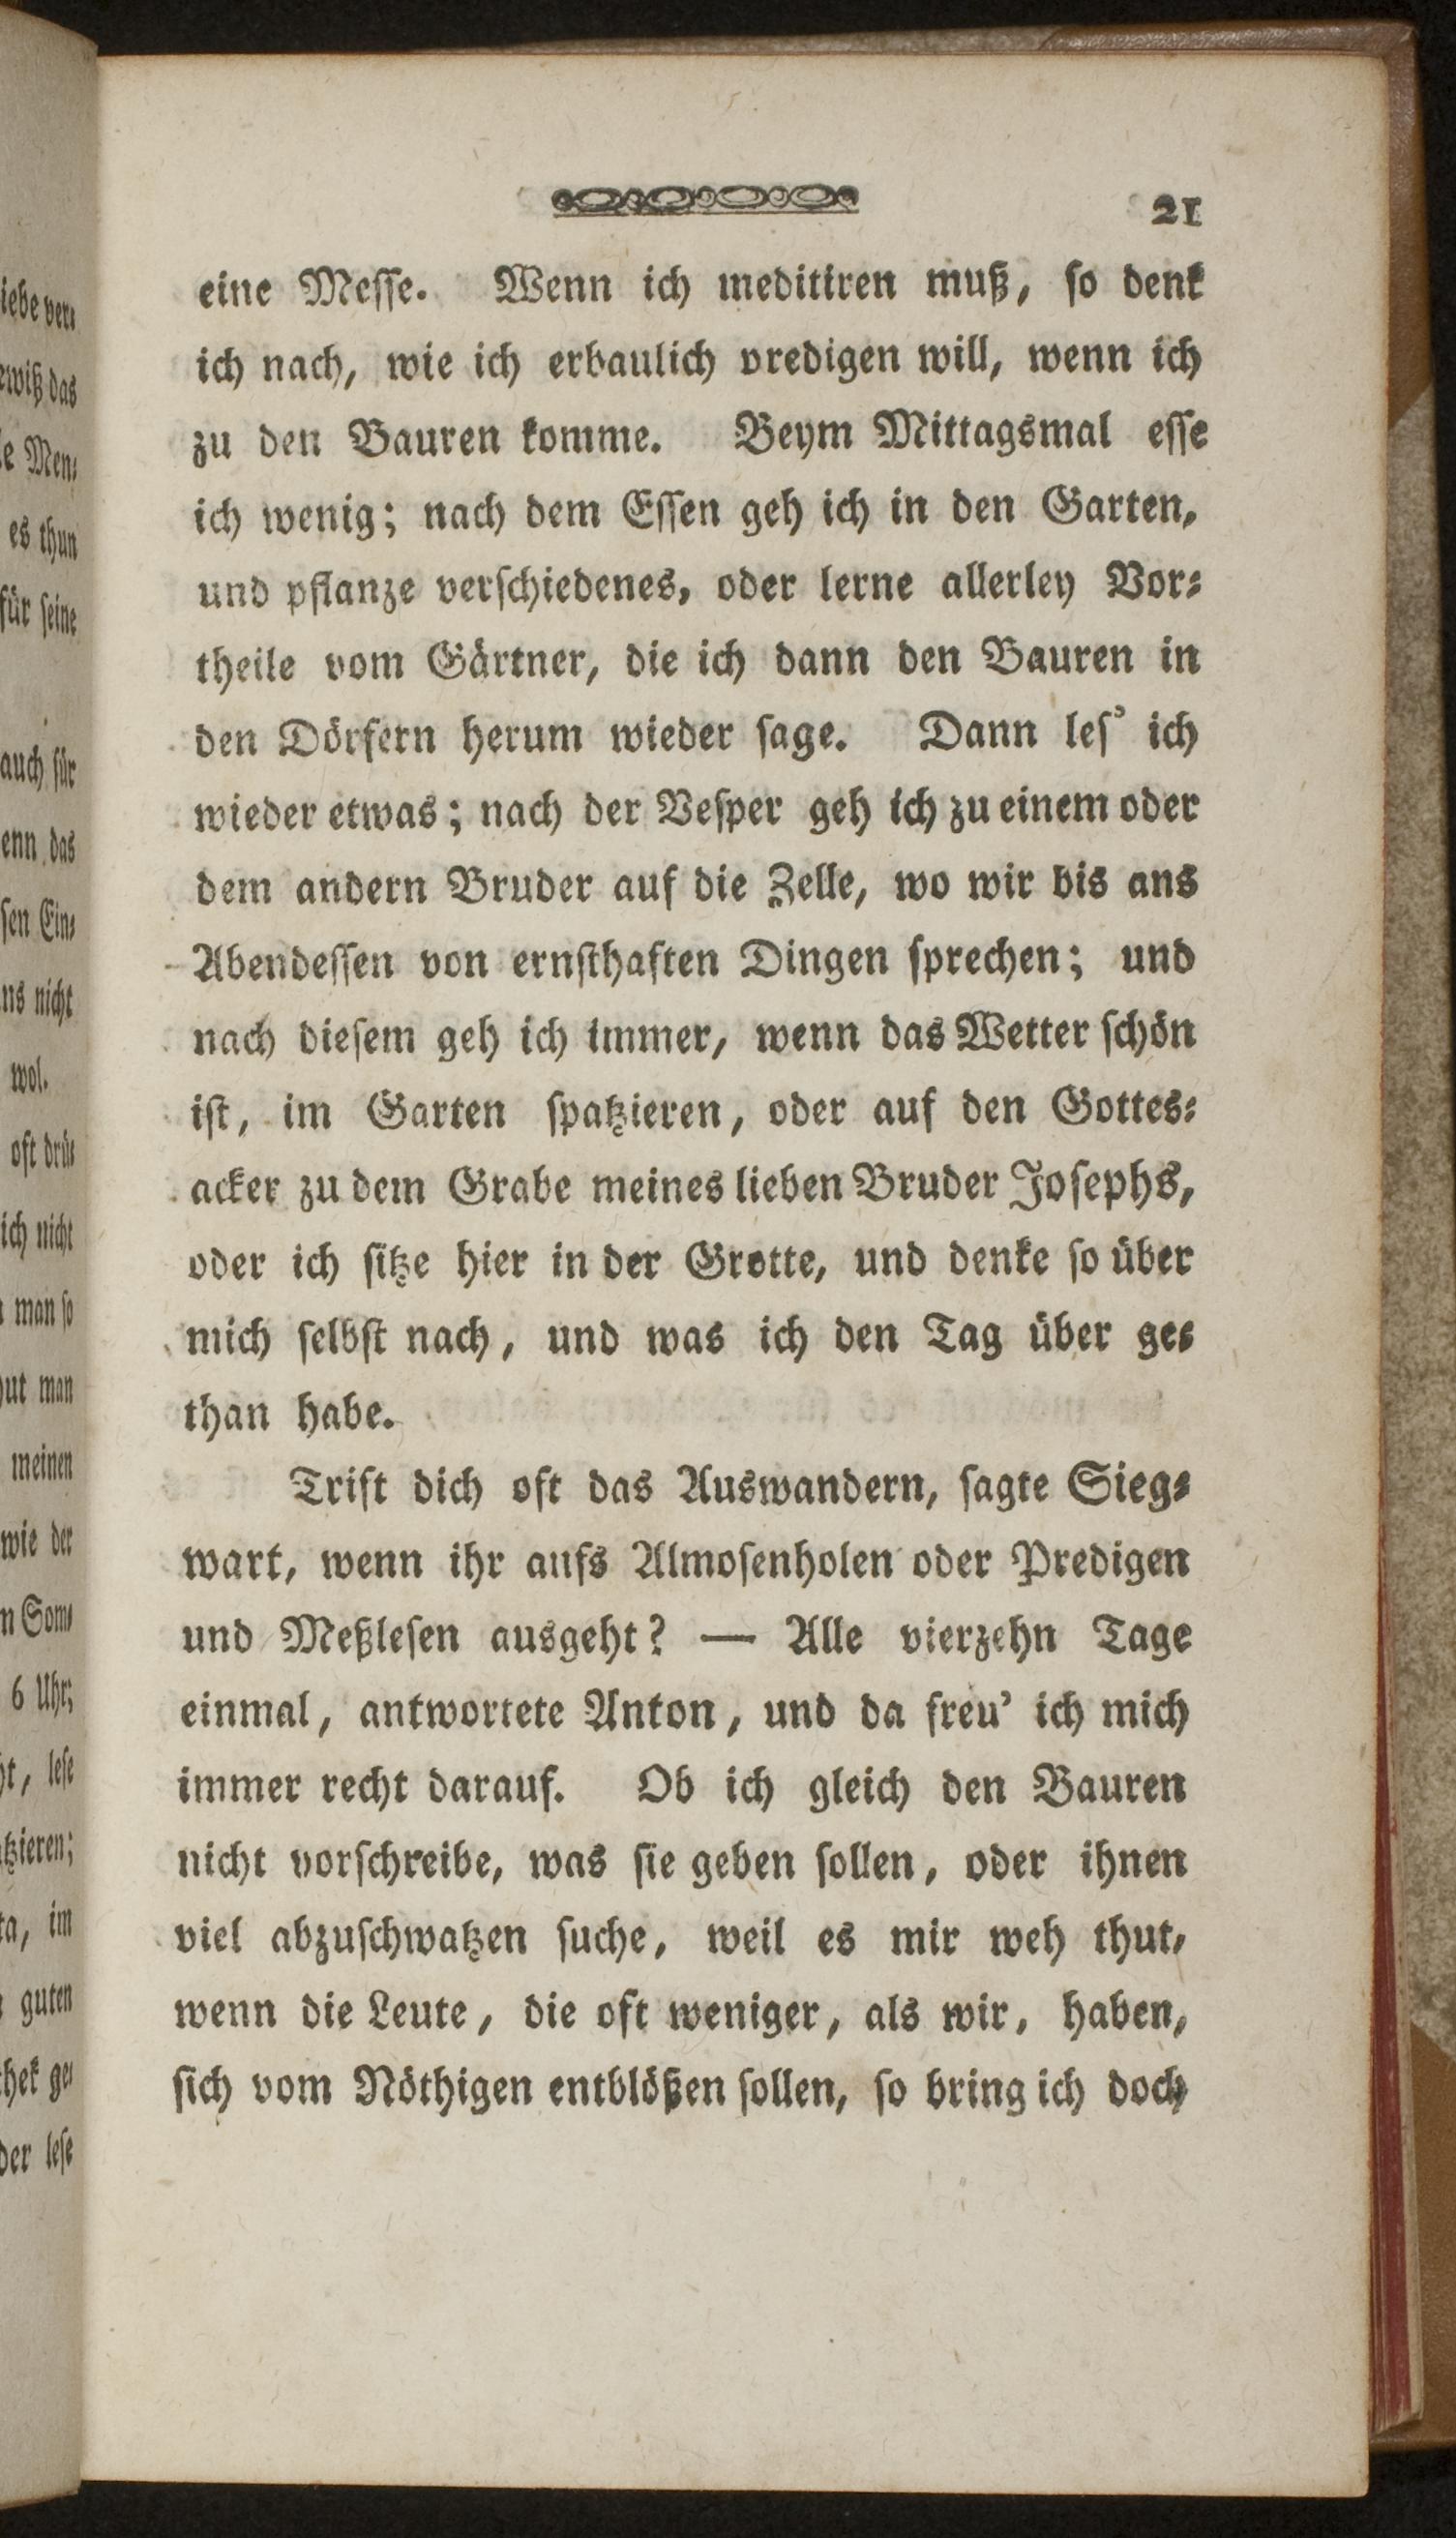 21
eine Meſſe. Wenn ich meditiren muß, ſo denk
ich nach, wie ich erbaulich vredigen will, wenn ich
zu den Bauren komme. Beym Mittagsmal eſſe
ich wenig; nach dem Eſſen geh ich in den Garten,
und pflanze verſchiedenes, oder lerne allerley Vor⸗
theile vom Gärtner, die ich dann den Bauren in
den Dörfern herum wieder ſage. Dann leſ’ ich
wieder etwas; nach der Veſper geh ich zu einem oder
dem andern Bruder auf die Zelle, wo wir bis ans
Abendeſſen von ernſthaften Dingen ſprechen; und
nach dieſem geh ich immer, wenn das Wetter ſchön
iſt, im Garten ſpatzieren, oder auf den Gottes⸗
acker zu dem Grabe meines lieben Bruder Joſephs,
oder ich ſitze hier in der Grotte, und denke ſo über
mich ſelbſt nach, und was ich den Tag über ge⸗
than habe.
Trift dich oft das Auswandern, ſagte Sieg⸗
wart, wenn ihr aufs Almoſenholen oder Predigen
und Meßleſen ausgeht? — Alle vierzehn Tage
einmal, antwortete Anton, und da freu’ ich mich
immer recht darauf. Ob ich gleich den Bauren
nicht vorſchreibe, was ſie geben ſollen, oder ihnen
viel abzuſchwatzen ſuche, weil es mir weh thut,
wenn die Leute, die oft weniger, als wir, haben,
ſich vom Nöthigen entblößen ſollen, ſo bring ich doch